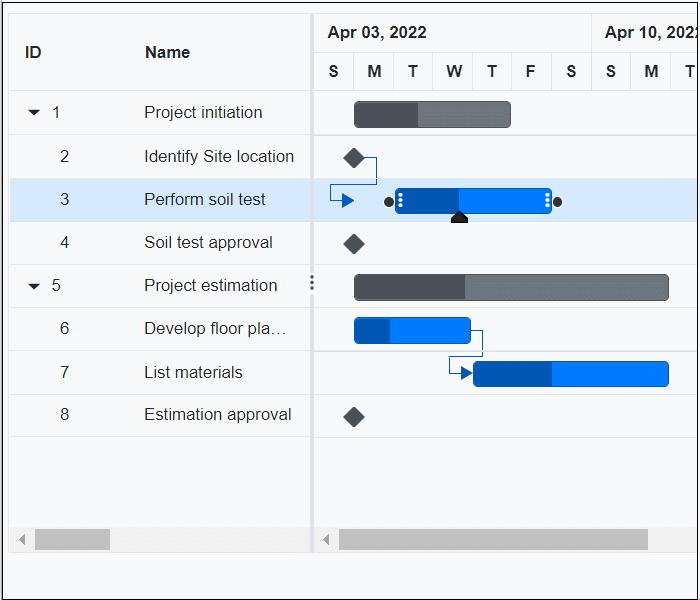 ID Name
Apr 03, 2022 Apr 10, 202
S M T W T F S S M T
1 Project initiation
2 Identify Site location
3 Perform soil test
4 Soil test approval
5 Project estimation
6 Develop floor pla…
7 List materials
8 Estimation approval